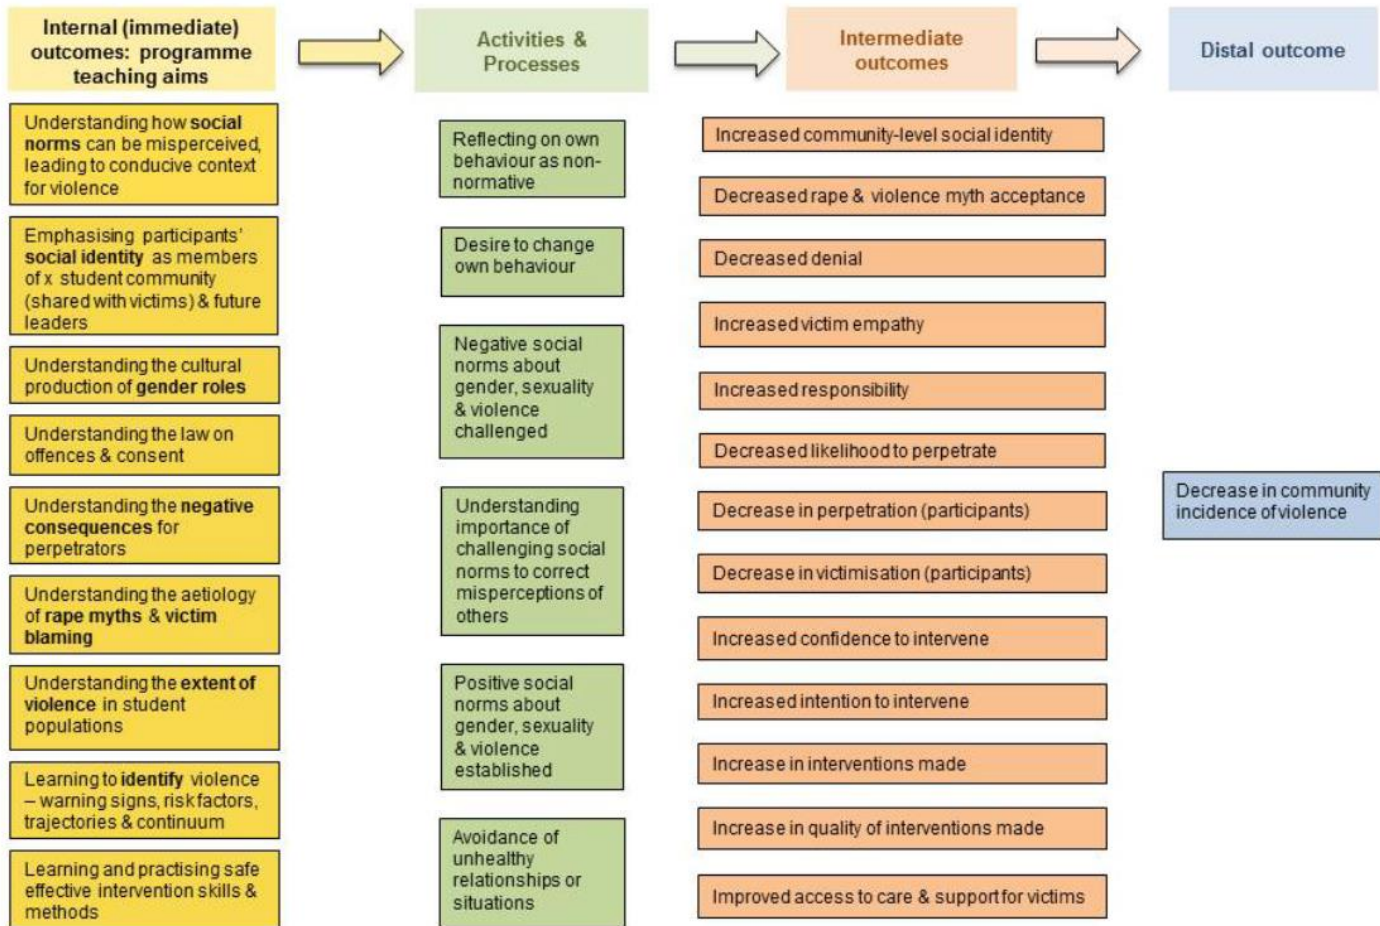 Internal (immediate)
outcomes: programme
teaching aims
Activities &
Processes
Intermediate
outcomes
Distal outcome
Understanding how social
norms can be misperceived,
leading to conducive context
for violence
Emphasising participants'
social identity as members
of x student community
(shared with victims) & future
leaders
Understanding the cultural
production of gender roles
Understanding the law on
offences & consent
Understanding the negative
consequences for
perpetrators
Understanding the aetiology
of rape myths & victim
blaming
Understanding the extent of
violence in student
populations
Learning to identify violence
– warning signs, risk factors,
trajectories & continuum
Learning and practising safe
effective intervention skills &
methods
Reflecting on own
behaviour as non-
normative
Desire to change
own behaviour
Negative social
norms about
gender, sexuality
& violence
challenged
Understanding
importance of
challenging social
norms to correct
misperceptions of
others
Positive social
norms about
gender, sexuality
& violence
established
Avoidance of
unhealthy
relationships or
situations
Increased community-level social identity
Decreased rape & violence myth acceptance
Decreased denial
Increased victim empathy
Increased responsibility
Decreased likelihood to perpetrate
Decrease in perpetration (participants)
Decrease in victimisation (participants)
Increased confidence to intervene
Increased intention to intervene
Increase in interventions made
Increase in quality of interventions made
Improved access to care & support for victims
Decrease in community
incidence of violence